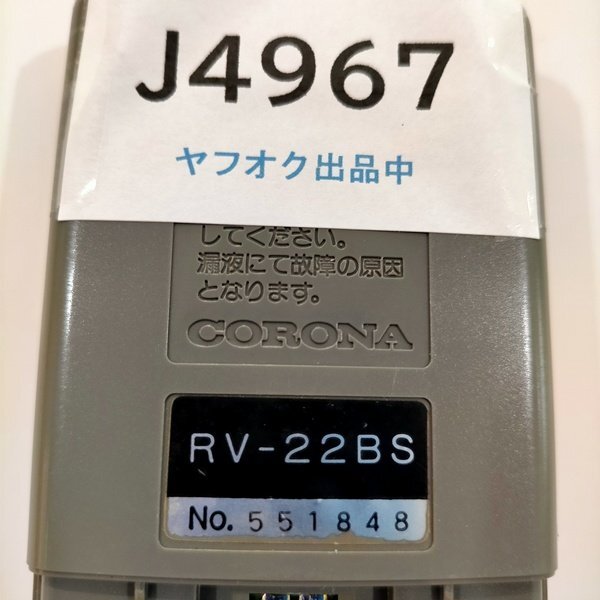 J4967
ヤフオク出品中
してください。
漏液にて故障の原因
となります。
CORONA
RV-22BS
No. 551848